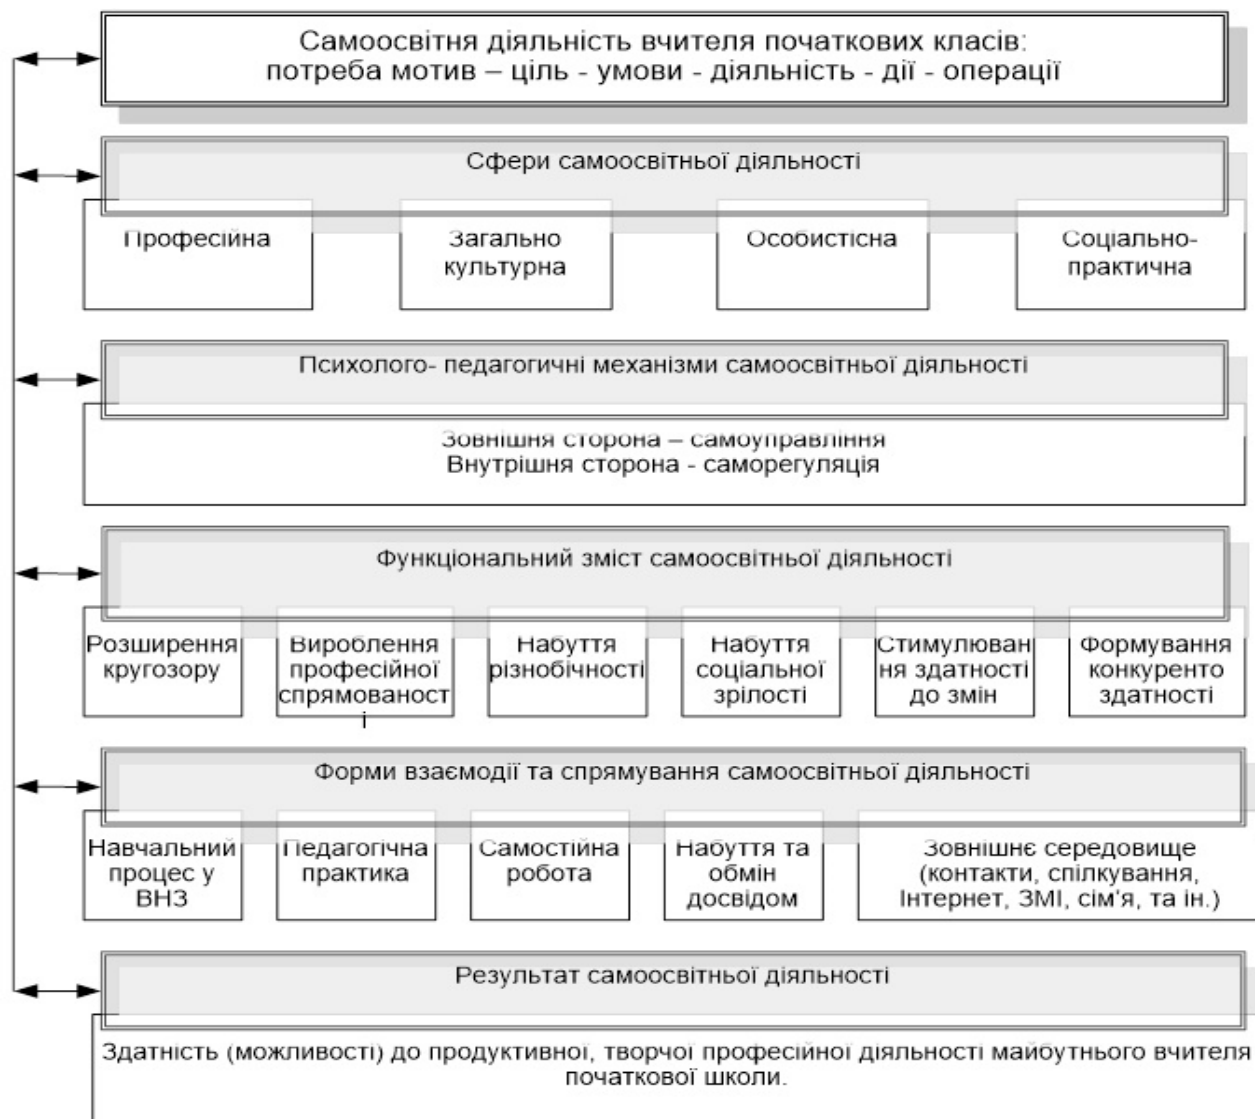 Самоосвітня діяльність вчителя початкових класів:
потреба мотив – ціль - умови - діяльність - дії - операції
Сфери самоосвітньої діяльності
Професійна
Загально
культурна
Особистісна
Соціально-
практична
Психолого- педагогичні механізми самоосвітньої діяльності
Зовнішня сторона – самоуправління
Внутрішня сторона - саморегуляція
Функціональний зміст самоосвітньої діяльності
Розширення
кругозору
Вироблення
професійної
спрямованост
і
Набуття
різнобічності
Набуття
соціальної
зрілості
Стимулюван
ня здатності
до змін
Формування
конкуренто
здатності
Форми взаємодії та спрямування самоосвітньої діяльності
Навчальний
процес у
ВНЗ
Педагогічна
практика
Самостійна
робота
Набуття та
обмін
досвідом
Зовнішнє середовище
(контакти, спілкування,
Інтернет, ЗМІ, сім'я, та ін.)
Результат самоосвітньої діяльності
Здатність (можливості) до продуктивної, творчої професійної діяльності майбутнього вчителя
початкової школи.